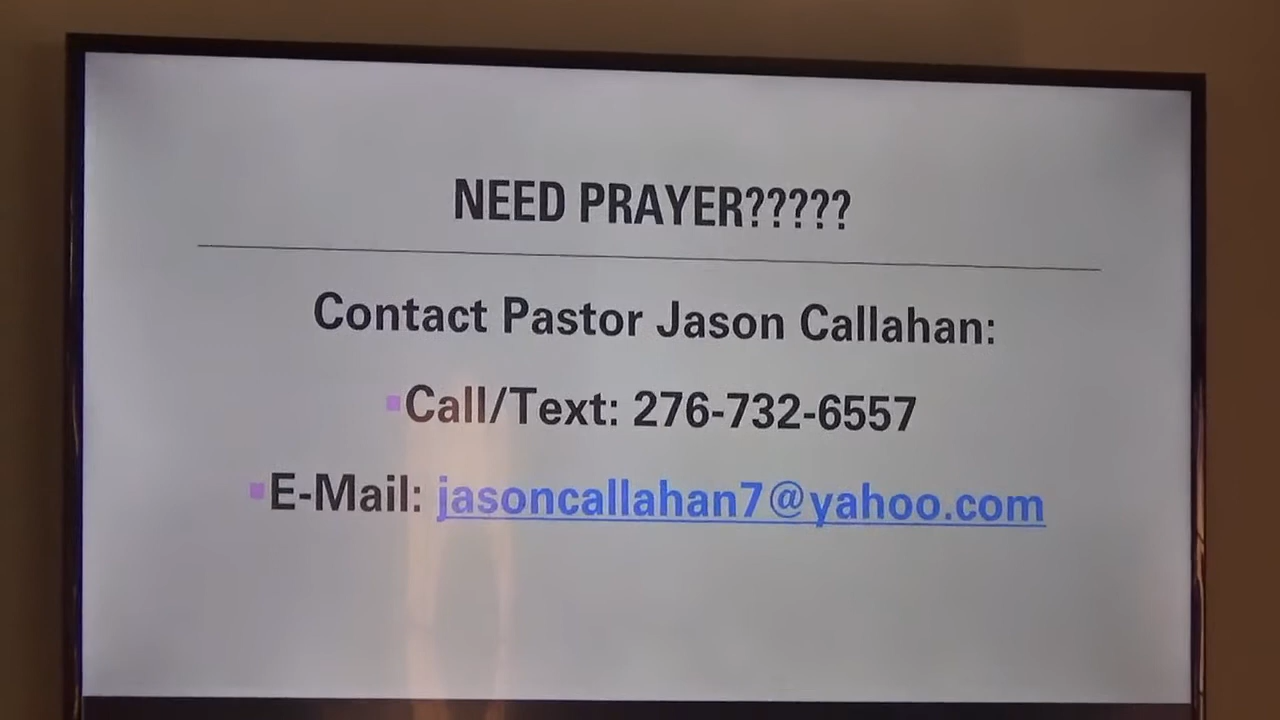 NEED PRAYER?????
Contact Pastor Jason Callahan:
▪Call/Text: 276-732-6557
▪E-Mail: jasoncallahan7@yahoo.com